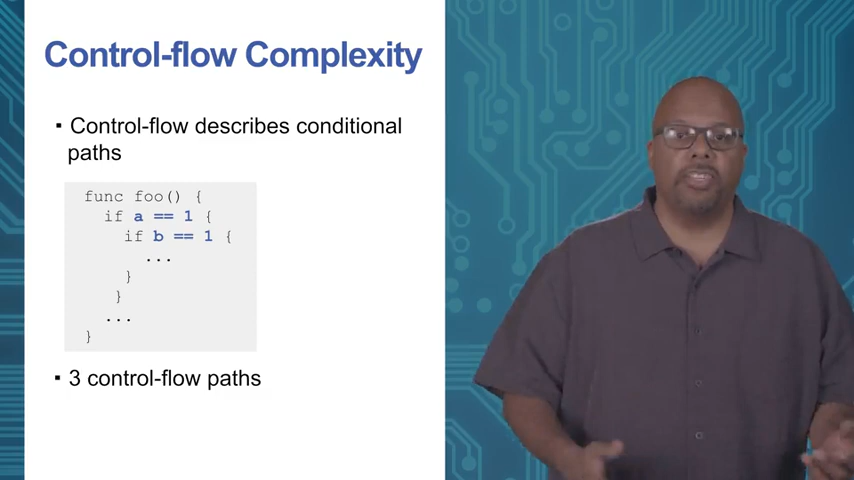 Control-flow Complexity
▪ Control-flow describes conditional
paths
func foo() {
  if a == 1 {
    if b == 1 {
      ...
    }
   }
  ...
}
▪ 3 control-flow paths